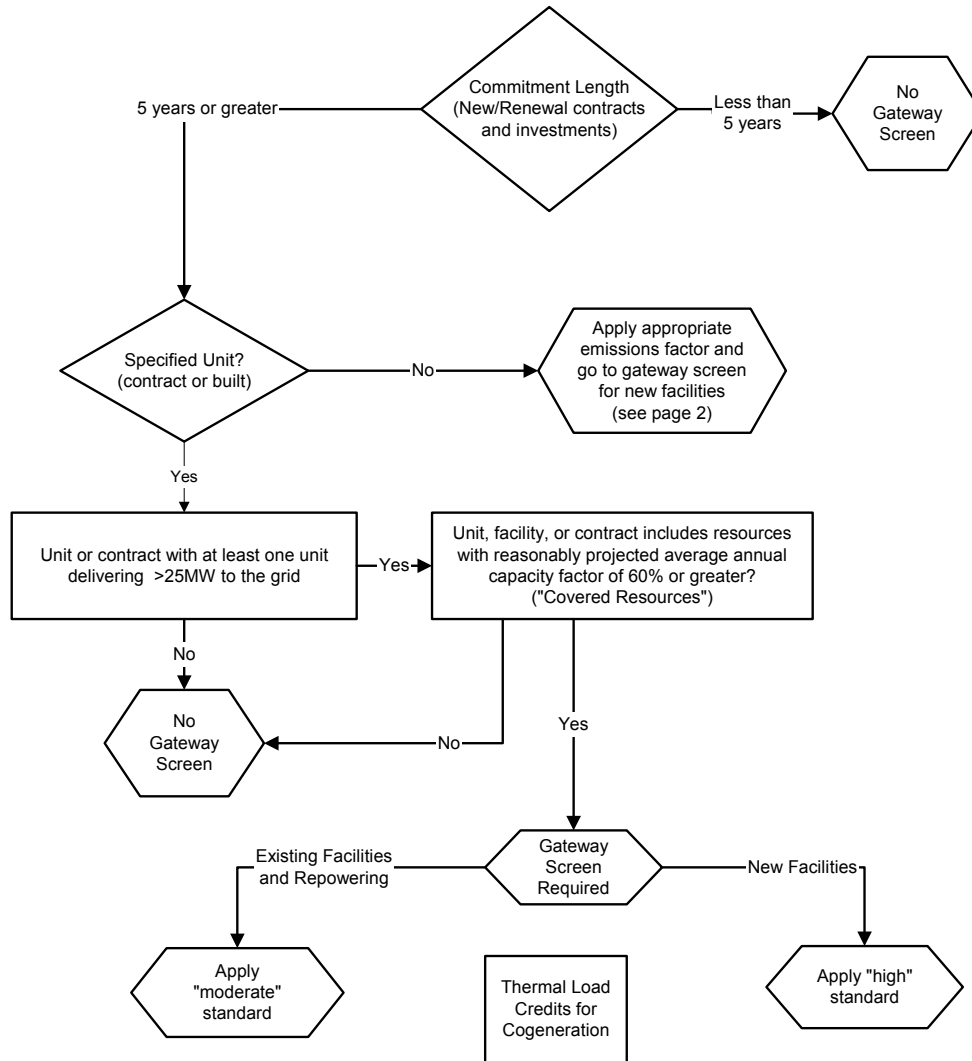 Commitment Length
(New/Renewal contracts
and investments)
5 years or greater
Less than
5 years
No
Gateway
Screen
Specified Unit?
(contract or built)
No
Apply appropriate
emissions factor and
go to gateway screen
for new facilities
(see page 2)
Yes
Unit or contract with at least one unit
delivering  >25MW to the grid
Yes
Unit, facility, or contract includes resources
with reasonably projected average annual
capacity factor of 60% or greater?
("Covered Resources")
No
No
Gateway
Screen
No
Yes
Gateway
Screen
Required
Existing Facilities
and Repowering
New Facilities
Apply
"moderate"
standard
Thermal Load
Credits for
Cogeneration
Apply "high"
standard